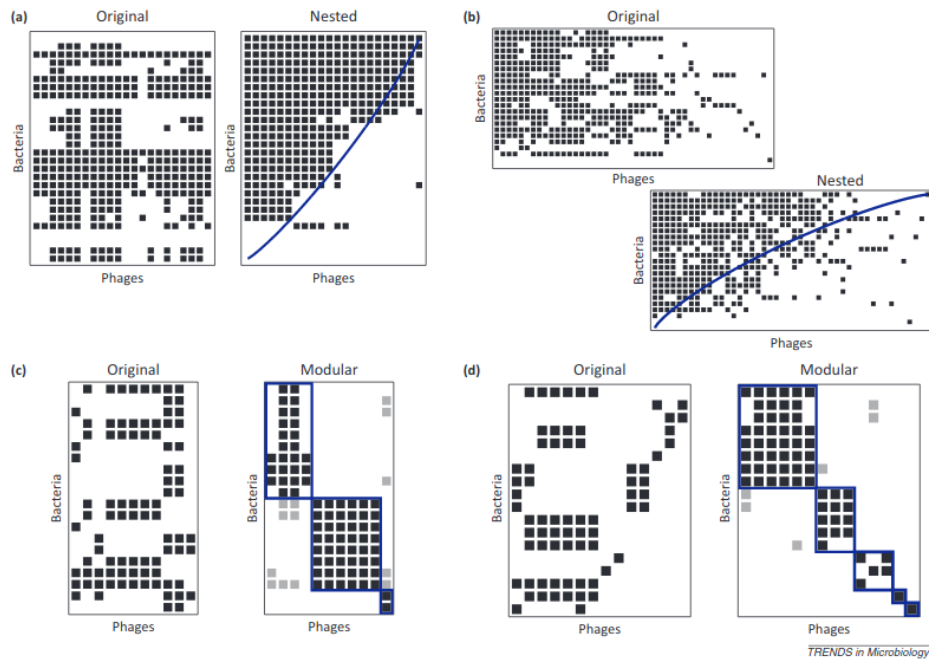 (a)
Original
Nested
Bacteria
Bacteria
Phages
Phages
(b)
Original
Bacteria
Phages
Nested
Bacteria
Phages
(c)
Original
Modular
Bacteria
Bacteria
Phages
Phages
(d)
Original
Modular
Bacteria
Bacteria
Phages
Phages
TRENDS in Microbiology